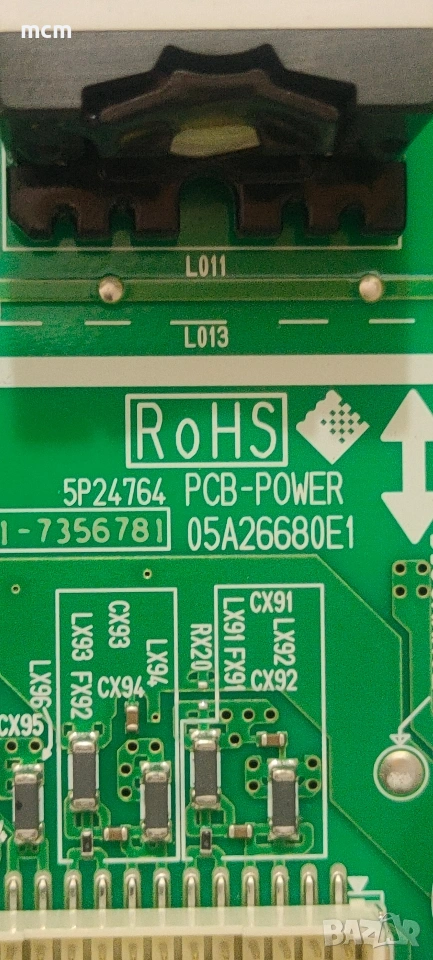 mcm
L011
L013
RoHS
5P24764 PCB-POWER
1-7356781 05A26680E1
LX96
CX95
LX93
FX92
CX93
CX94
LX94
RX20
LX91
FX91
CX91
LX92
CX92
BAZAR